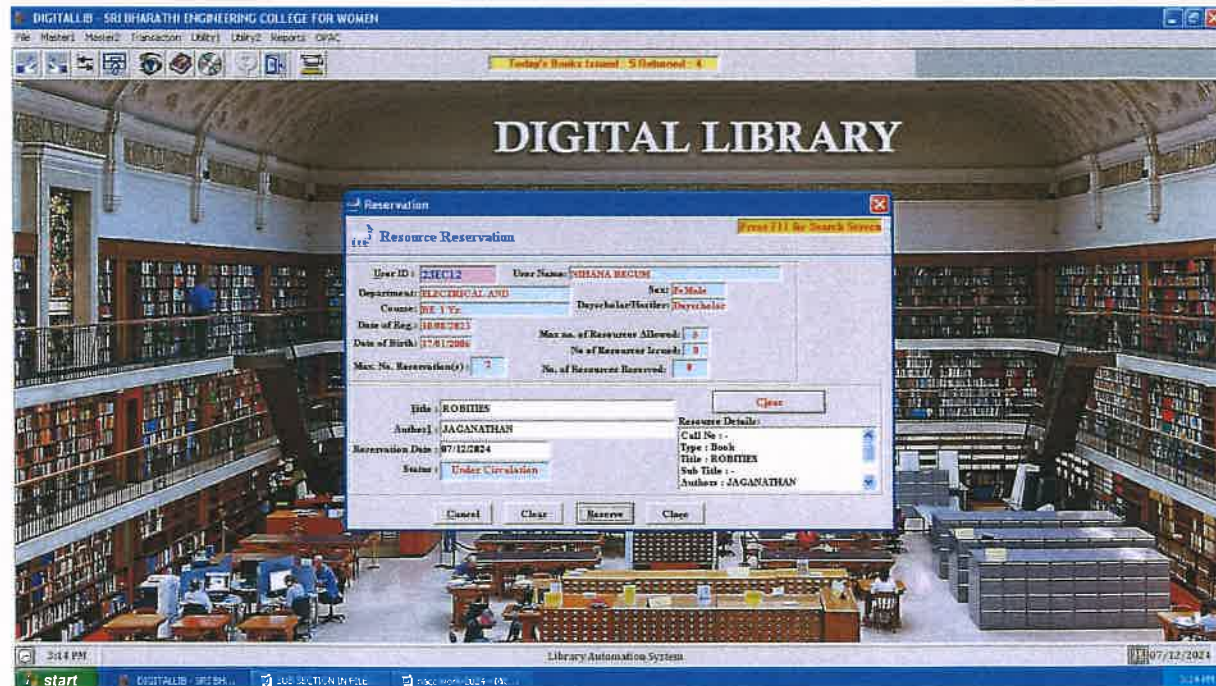 DIGITALLIB - SRI BHARATHI ENGINEERING COLLEGE FOR WOMEN
File Master1 Master2 Transaction Utility1 Utility2 Reports OPAC
Today's Books Issued : 5 Returned : 4
DIGITAL LIBRARY
Reservation
Press F11 for Search Screen
Resource Reservation
User ID : 23EC12 User Name: NIHANA BEGUM
Department: ELECTRICAL AND Sex: FeMale
Course: BE 1 Yr Dayscholar/Hostler: Dayscholar
Date of Reg.: 10/08/2023 Max no. of Resources Allowed:
Date of Birth: 17/01/2006 No of Resources Issued: 0
Max. No. Reservation(s) : 2 No. of Resources Reserved: 0
Title : ROBITIES Clear
Author1 : JAGANATHAN Resource Details:
Reservation Date : 07/12/2024 Call No : -
Type : Book
Title : ROBITIES
Status : Under Circulation Sub Title : -
Authors : JAGANATHAN
Cancel Clear Reserve Close
3:14 PM Library Automation System 07/12/2024
start DIGITALLIB - SRI BH... SUB SECTION IN FILE